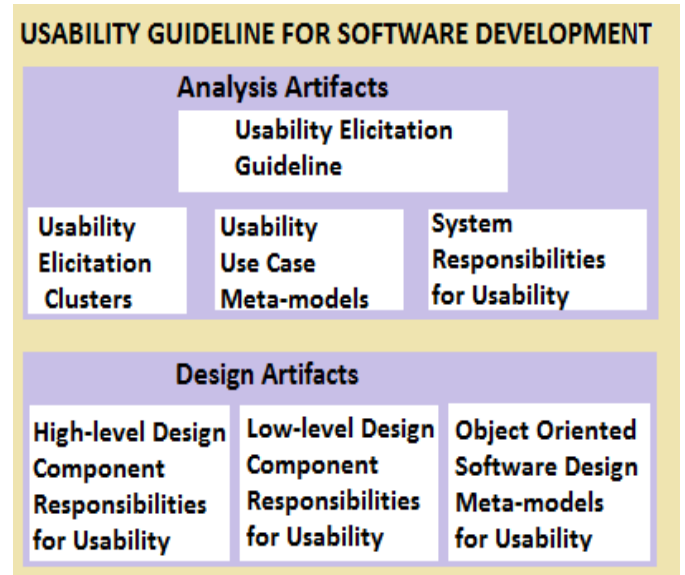 USABILITY GUIDELINE FOR SOFTWARE DEVELOPMENT
Analysis Artifacts
Usability Elicitation
Guideline
Usability
Elicitation
Clusters
Usability
Use Case
Meta-models
System
Responsibilities
for Usability
Design Artifacts
High-level Design
Component
Responsibilities
for Usability
Low-level Design
Component
Responsibilities
for Usability
Object Oriented
Software Design
Meta-models
for Usability